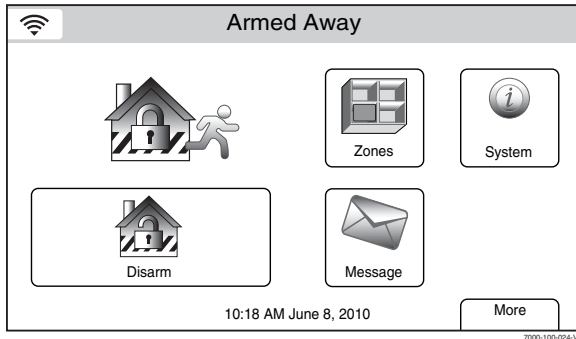 Armed Away
Zones
System
Disarm
Message
10:18 AM June 8, 2010
More